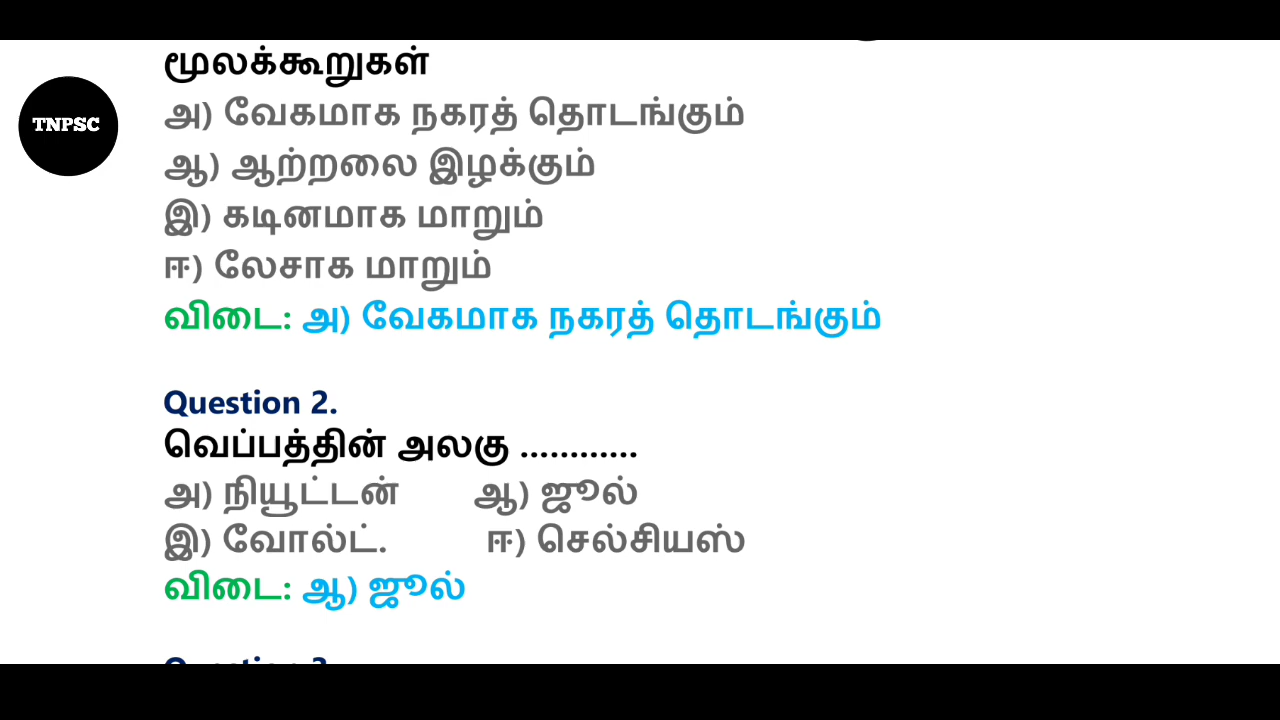 மூலக்கூறுகள்
TNPSC
அ) வேகமாக நகரத் தொடங்கும்
ஆ) ஆற்றலை இழக்கும்
இ) கடினமாக மாறும்
ஈ) லேசாக மாறும்
விடை: அ) வேகமாக நகரத் தொடங்கும்
Question 2.
வெப்பத்தின் அலகு ............
அ) நியூட்டன் ஆ) ஜூல்
இ) வோல்ட். ஈ) செல்சியஸ்
விடை: ஆ) ஜூல்